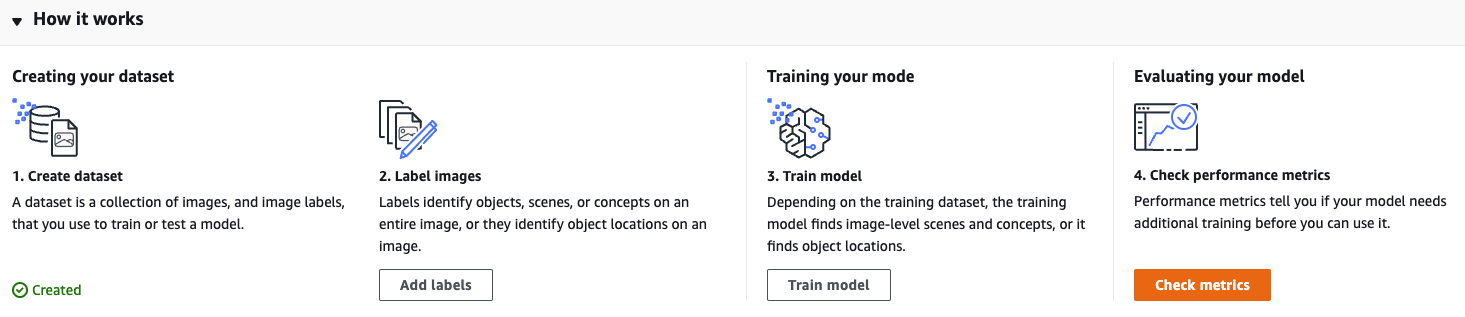 How it works
Creating your dataset
1. Create dataset
A dataset is a collection of images, and image labels,
that you use to train or test a model.
Created
2. Label images
Labels identify objects, scenes, or concepts on an
entire image, or they identify object locations on an
image.
Add labels
Training your mode
3. Train model
Depending on the training dataset, the training
model finds image-level scenes and concepts, or it
finds object locations.
Train model
Evaluating your model
4. Check performance metrics
Performance metrics tell you if your model needs
additional training before you can use it.
Check metrics